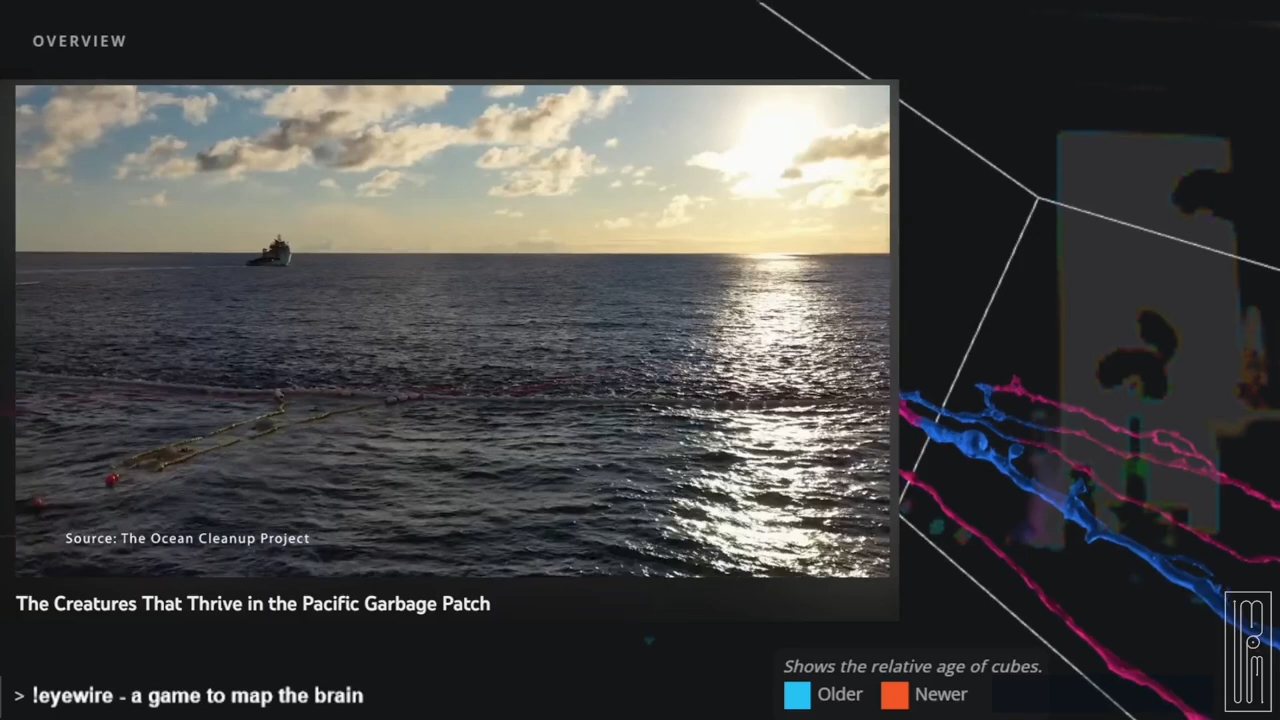 OVERVIEW
Source: The Ocean Cleanup Project
The Creatures That Thrive in the Pacific Garbage Patch
Shows the relative age of cubes.
> !eyewire - a game to map the brain
Older
Newer